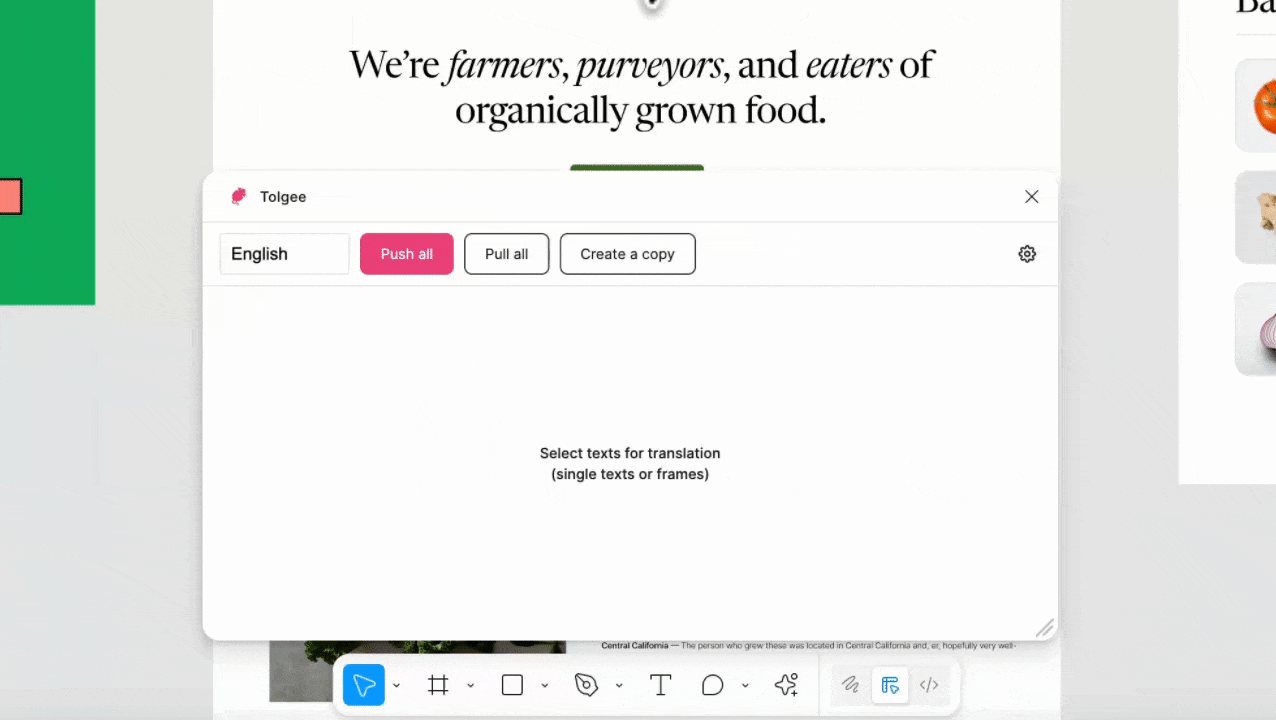 Ba
We’re farmers, purveyors, and eaters of
organically grown food.
Tolgee
English
Push all
Pull all
Create a copy
Select texts for translation
(single texts or frames)
Central California — The person who grew these was located in Central California and, er, hopefully very well-